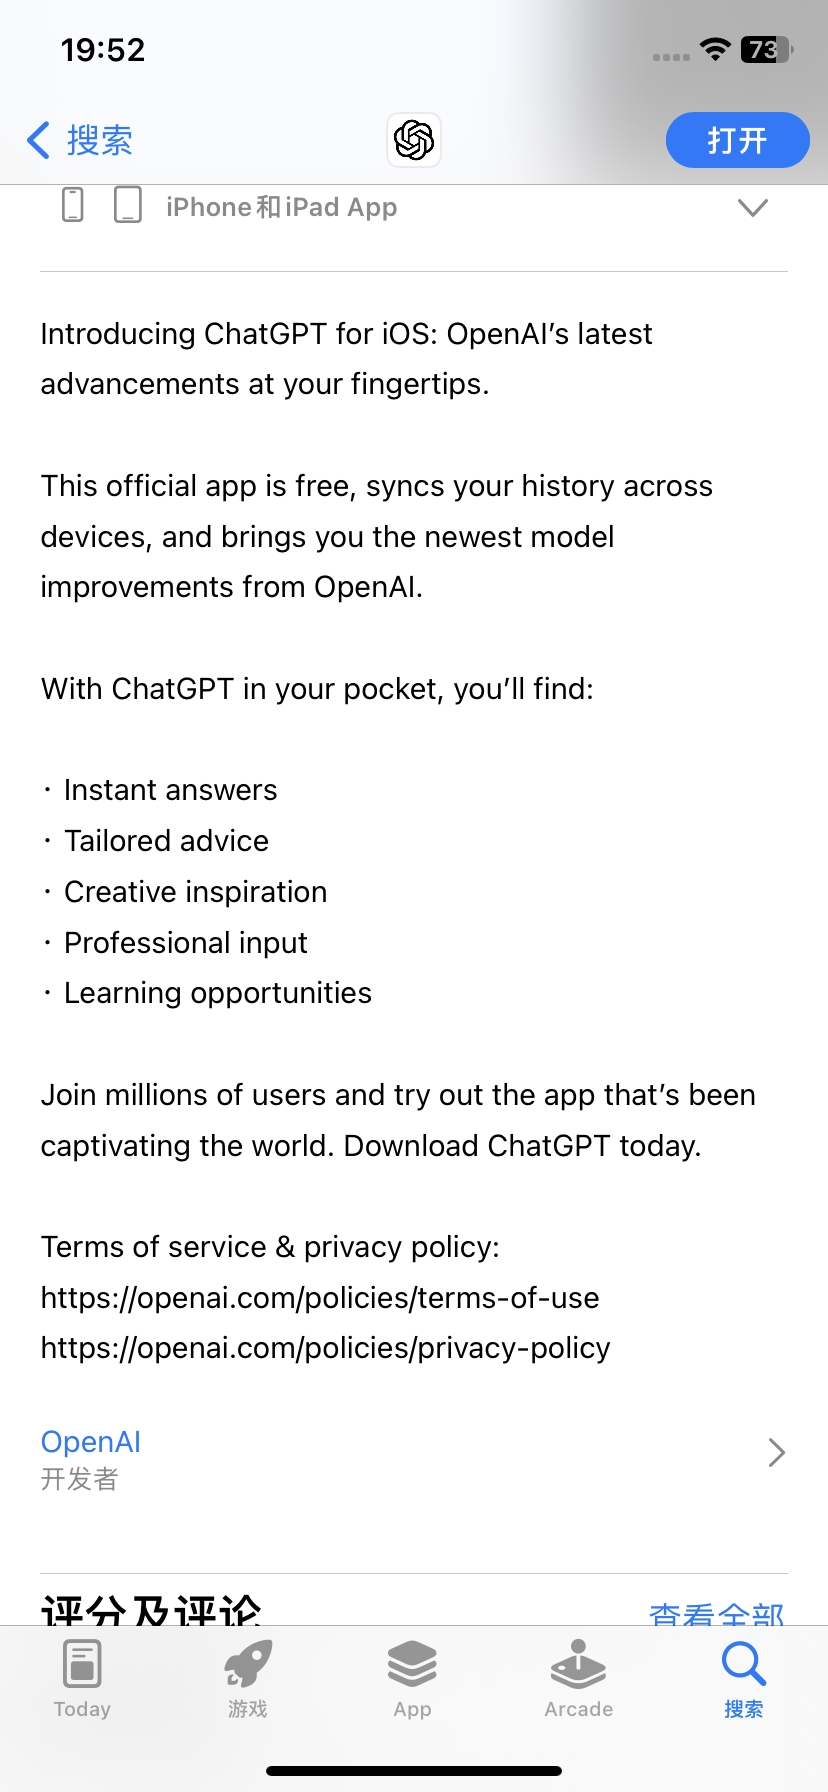 19:52
73
搜索
打开
iPhone和iPad App
Introducing ChatGPT for iOS: OpenAI’s latest
advancements at your fingertips.
This official app is free, syncs your history across
devices, and brings you the newest model
improvements from OpenAI.
With ChatGPT in your pocket, you’ll find:
· Instant answers
· Tailored advice
· Creative inspiration
· Professional input
· Learning opportunities
Join millions of users and try out the app that’s been
captivating the world. Download ChatGPT today.
Terms of service & privacy policy:
https://openai.com/policies/terms-of-use
https://openai.com/policies/privacy-policy
OpenAI
开发者
评分及评论
查看全部
Today
游戏
App
Arcade
搜索